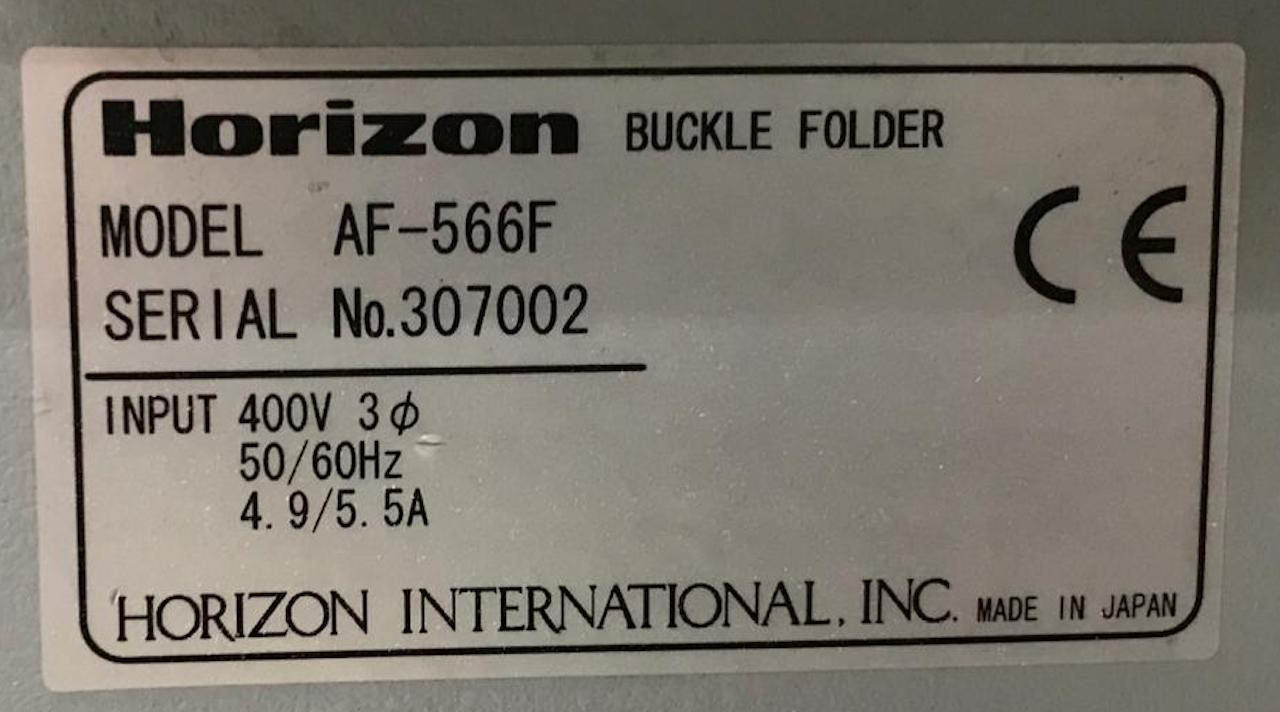 Horizon BUCKLE FOLDER
MODEL AF-566F
SERIAL No.307002
INPUT 400V 3φ
50/60Hz
4.9/5.5A
HORIZON INTERNATIONAL, INC. MADE IN JAPAN
CE